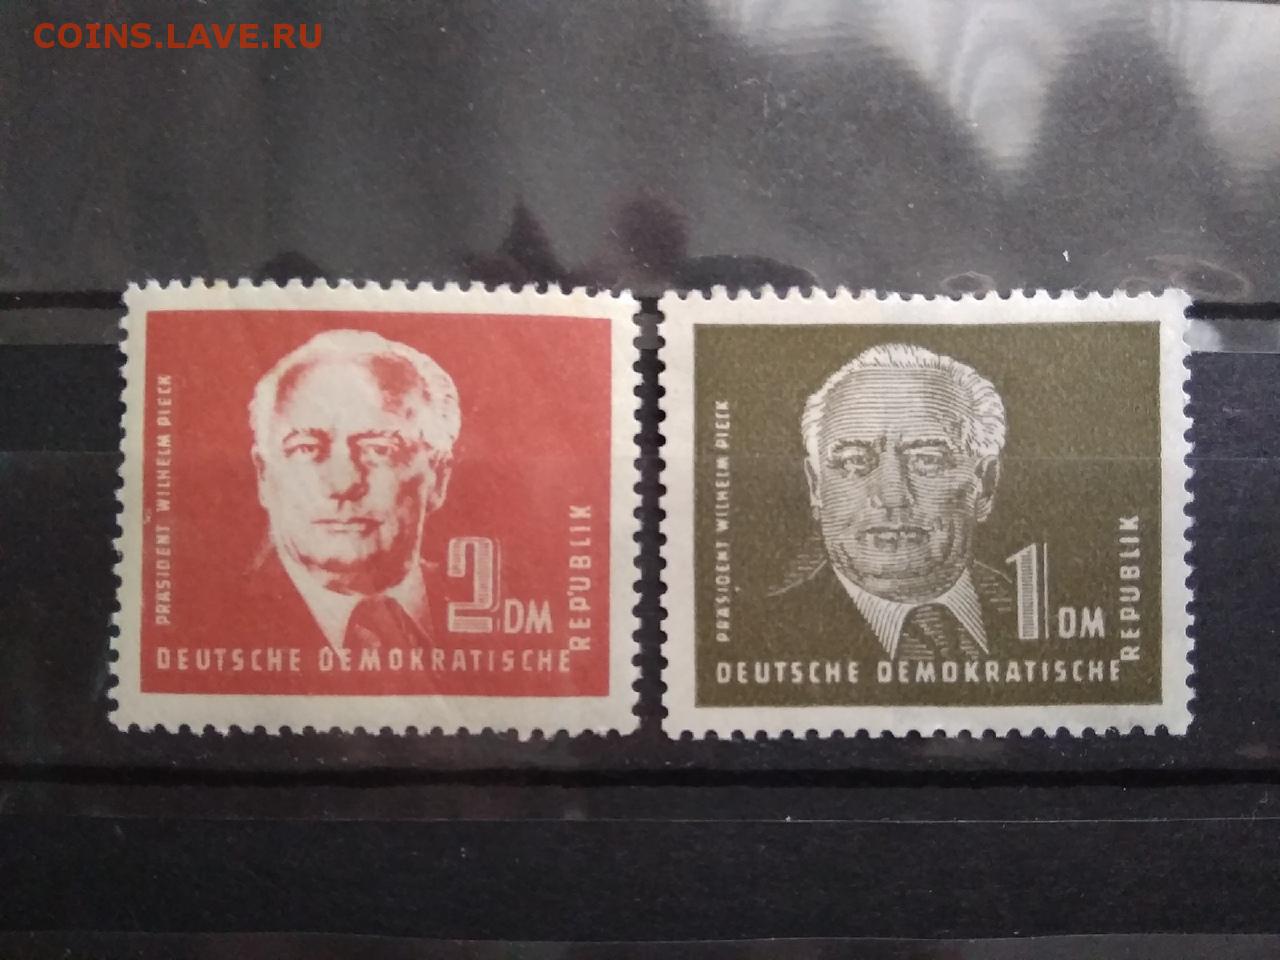 COINS.LAVE.RU
PRÄSIDENT WILHELM PIECK
2 DM
DEUTSCHE DEMOKRATISCHE
REPUBLIK
PRÄSIDENT WILHELM PIECK
1 DM
DEUTSCHE DEMOKRATISCHE
REPUBLIK